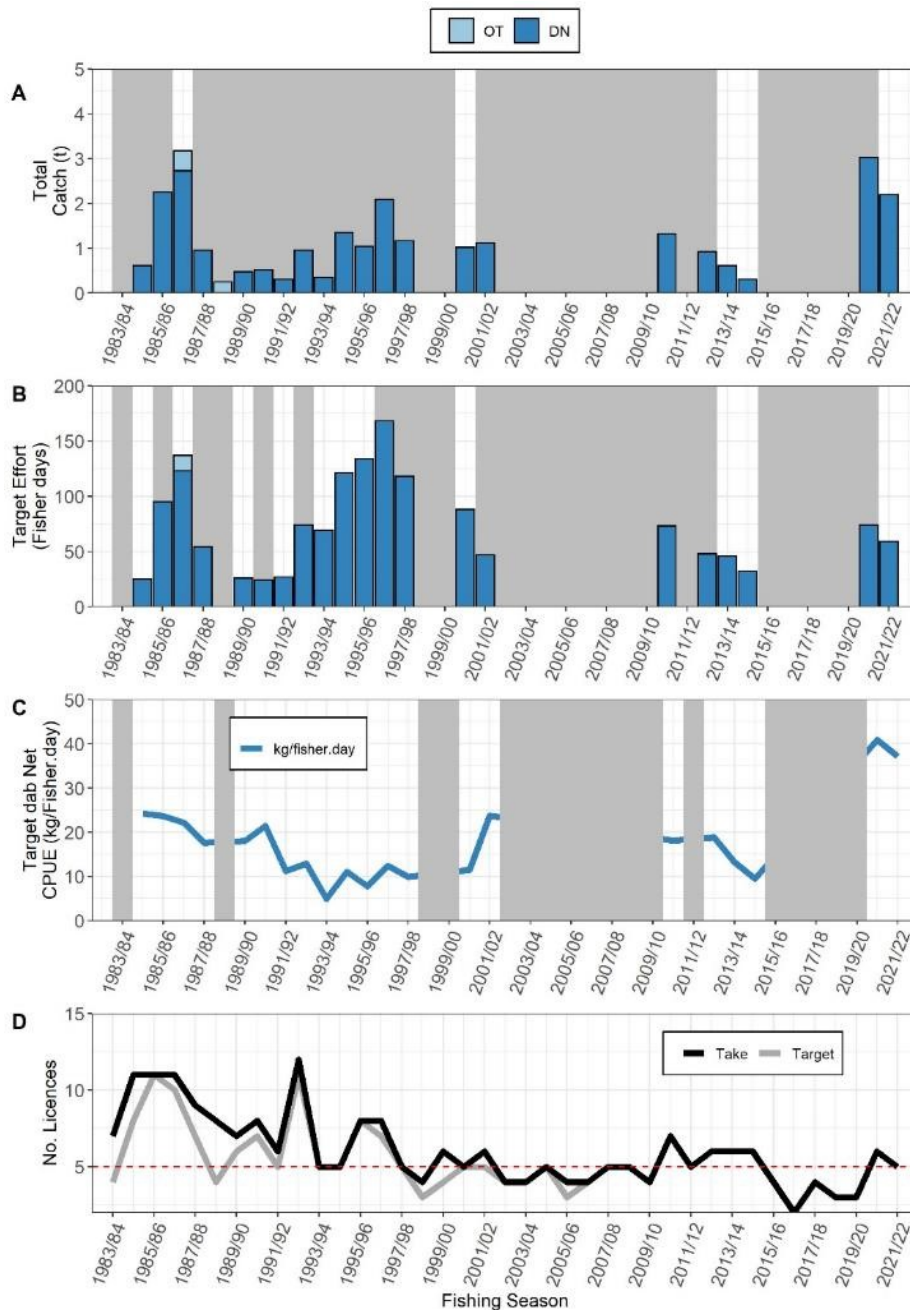 OT DN
A
Total
Catch (t)
5
4
3
2
1
0
1983/84 1985/86 1987/88 1989/90 1991/92 1993/94 1995/96 1997/98 1999/00 2001/02 2003/04 2005/06 2007/08 2009/10 2011/12 2013/14 2015/16 2017/18 2019/20 2021/22
B
Target Effort
(Fisher days)
200
150
100
50
0
1983/84 1985/86 1987/88 1989/90 1991/92 1993/94 1995/96 1997/98 1999/00 2001/02 2003/04 2005/06 2007/08 2009/10 2011/12 2013/14 2015/16 2017/18 2019/20 2021/22
C
Target dab Net
CPUE (kg/Fisher.day)
50
40
30
20
10
0
kg/fisher.day
1983/84 1985/86 1987/88 1989/90 1991/92 1993/94 1995/96 1997/98 1999/00 2001/02 2003/04 2005/06 2007/08 2009/10 2011/12 2013/14 2015/16 2017/18 2019/20 2021/22
D
No. Licences
15
10
5
Take Target
1983/84 1985/86 1987/88 1989/90 1991/92 1993/94 1995/96 1997/98 1999/00 2001/02 2003/04 2005/06 2007/08 2009/10 2011/12 2013/14 2015/16 2017/18 2019/20 2021/22
Fishing Season